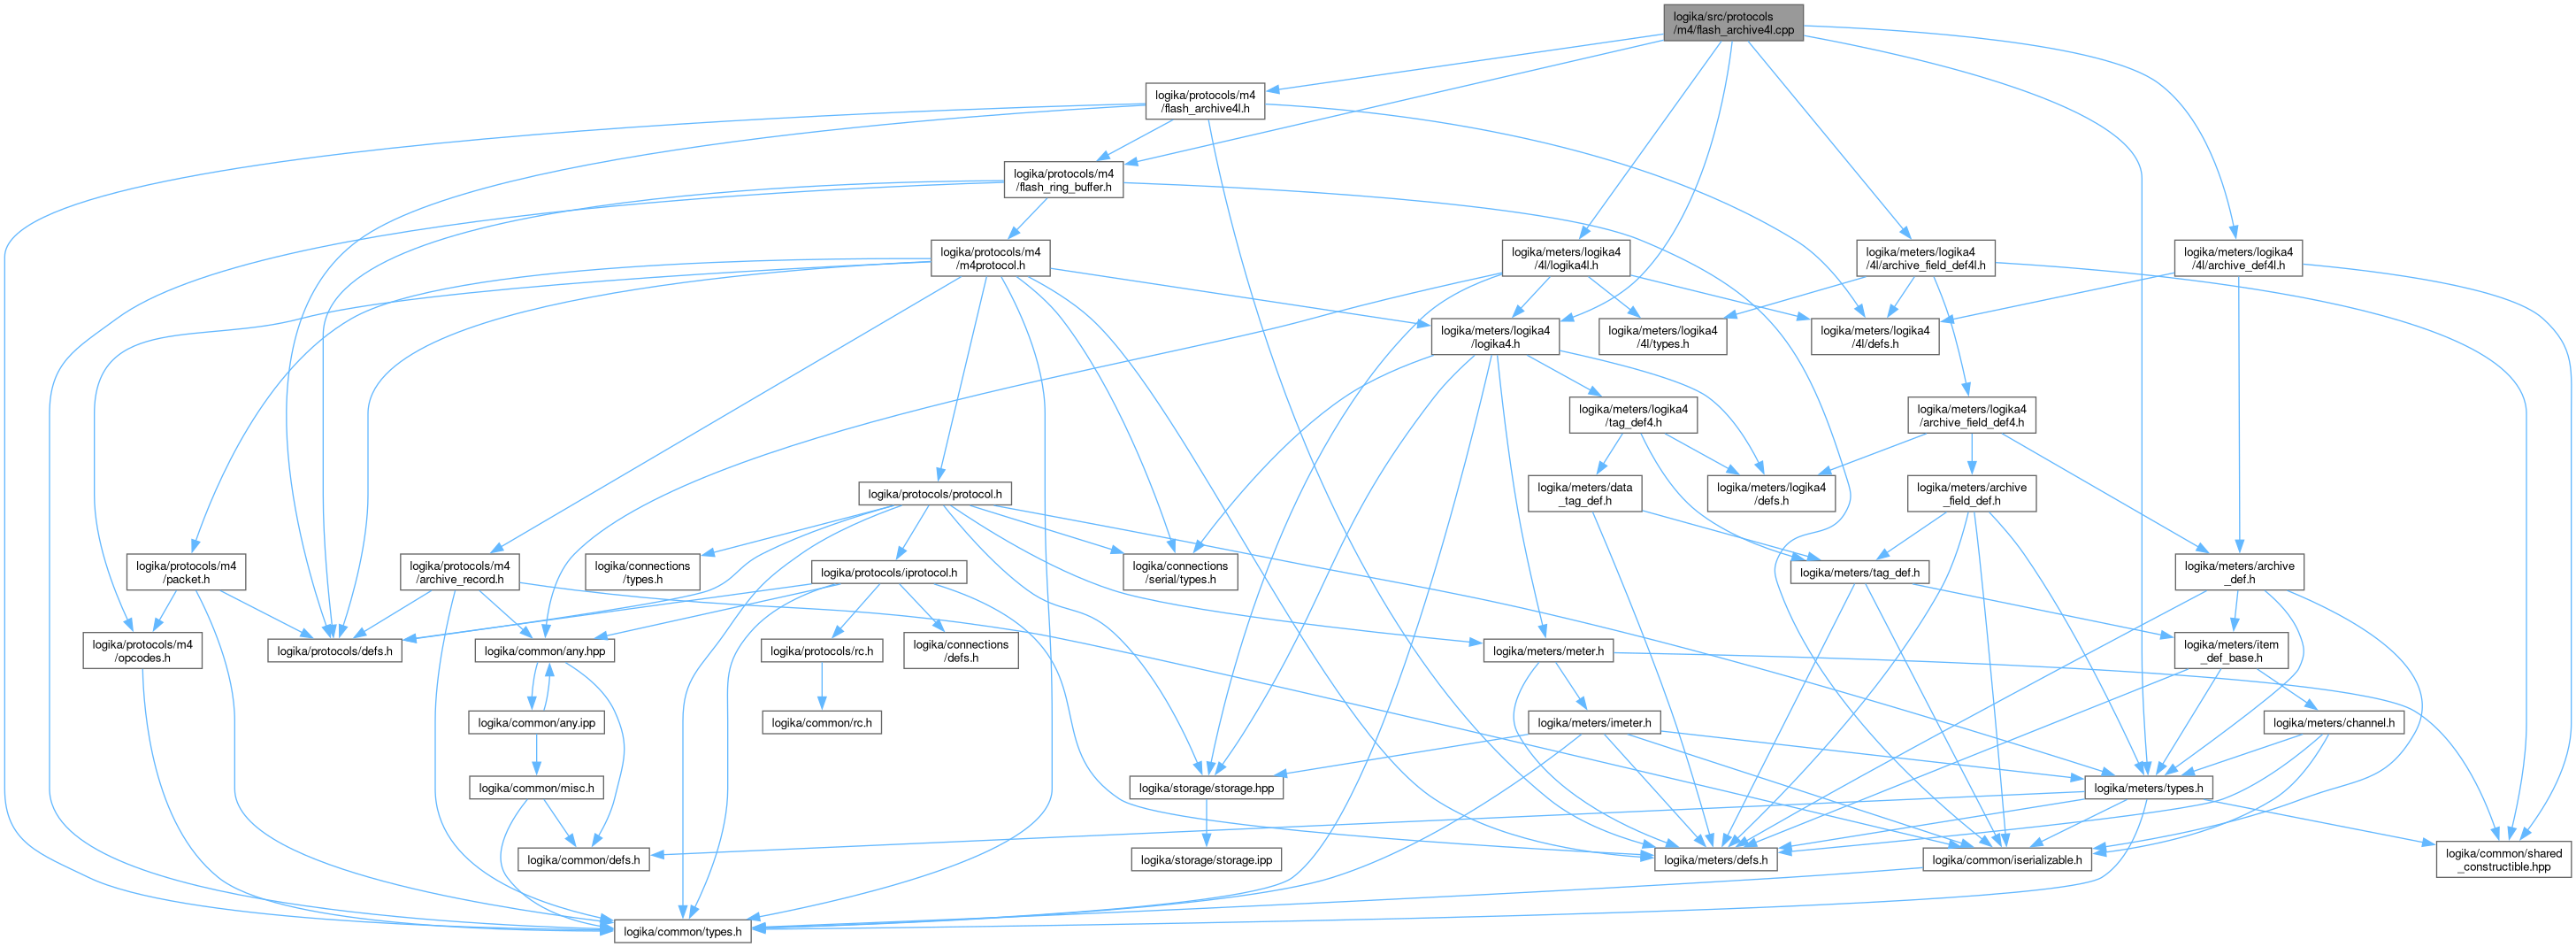 logika/src/protocols
/m4/flash_archive4l.cpp
logika/protocols/m4
/flash_archive4l.h
logika/protocols/m4
/flash_ring_buffer.h
logika/protocols/m4
/m4protocol.h
logika/meters/logika4
/4l/logika4l.h
logika/meters/logika4
/4l/archive_field_def4l.h
logika/meters/logika4
/4l/archive_def4l.h
logika/meters/logika4
/logika4.h
logika/meters/logika4
/4l/types.h
logika/meters/logika4
/4l/defs.h
logika/meters/logika4
/tag_def4.h
logika/meters/logika4
/archive_field_def4.h
logika/protocols/protocol.h
logika/meters/data
_tag_def.h
logika/meters/logika4
/defs.h
logika/meters/archive
_field_def.h
logika/protocols/m4
/packet.h
logika/protocols/m4
/archive_record.h
logika/connections
/types.h
logika/protocols/iprotocol.h
logika/connections
/serial/types.h
logika/meters/tag_def.h
logika/meters/archive
_def.h
logika/protocols/m4
/opcodes.h
logika/protocols/defs.h
logika/common/any.hpp
logika/protocols/rc.h
logika/connections
/defs.h
logika/meters/meter.h
logika/meters/item
_def_base.h
logika/common/any.ipp
logika/common/rc.h
logika/meters/imeter.h
logika/meters/channel.h
logika/common/misc.h
logika/storage/storage.hpp
logika/meters/types.h
logika/common/defs.h
logika/storage/storage.ipp
logika/meters/defs.h
logika/common/iserializable.h
logika/common/shared
_constructible.hpp
logika/common/types.h